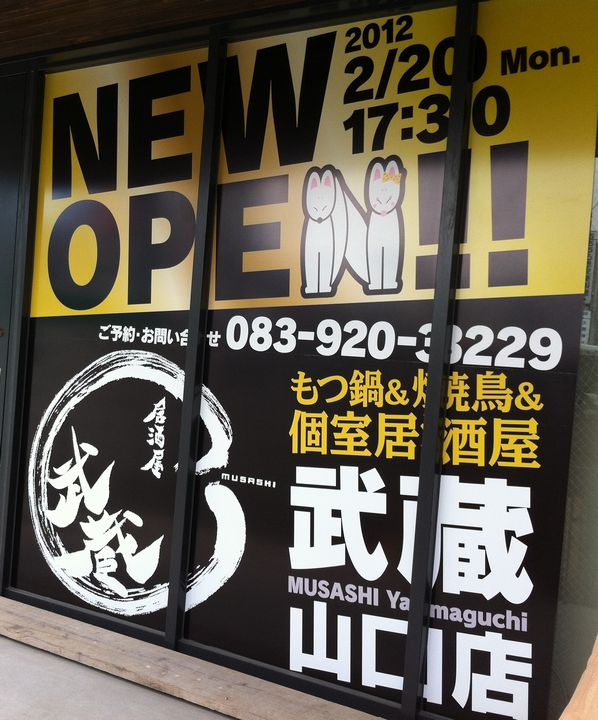 NEW
2012
2/20 Mon.
17:30
OPEN!!
ご予約・お問い合わせ 083-920-3229
もつ鍋&焼鳥&
個室居酒屋
武蔵
MUSASHI Yamaguchi
山口店
居酒屋
武蔵
MUSASHI